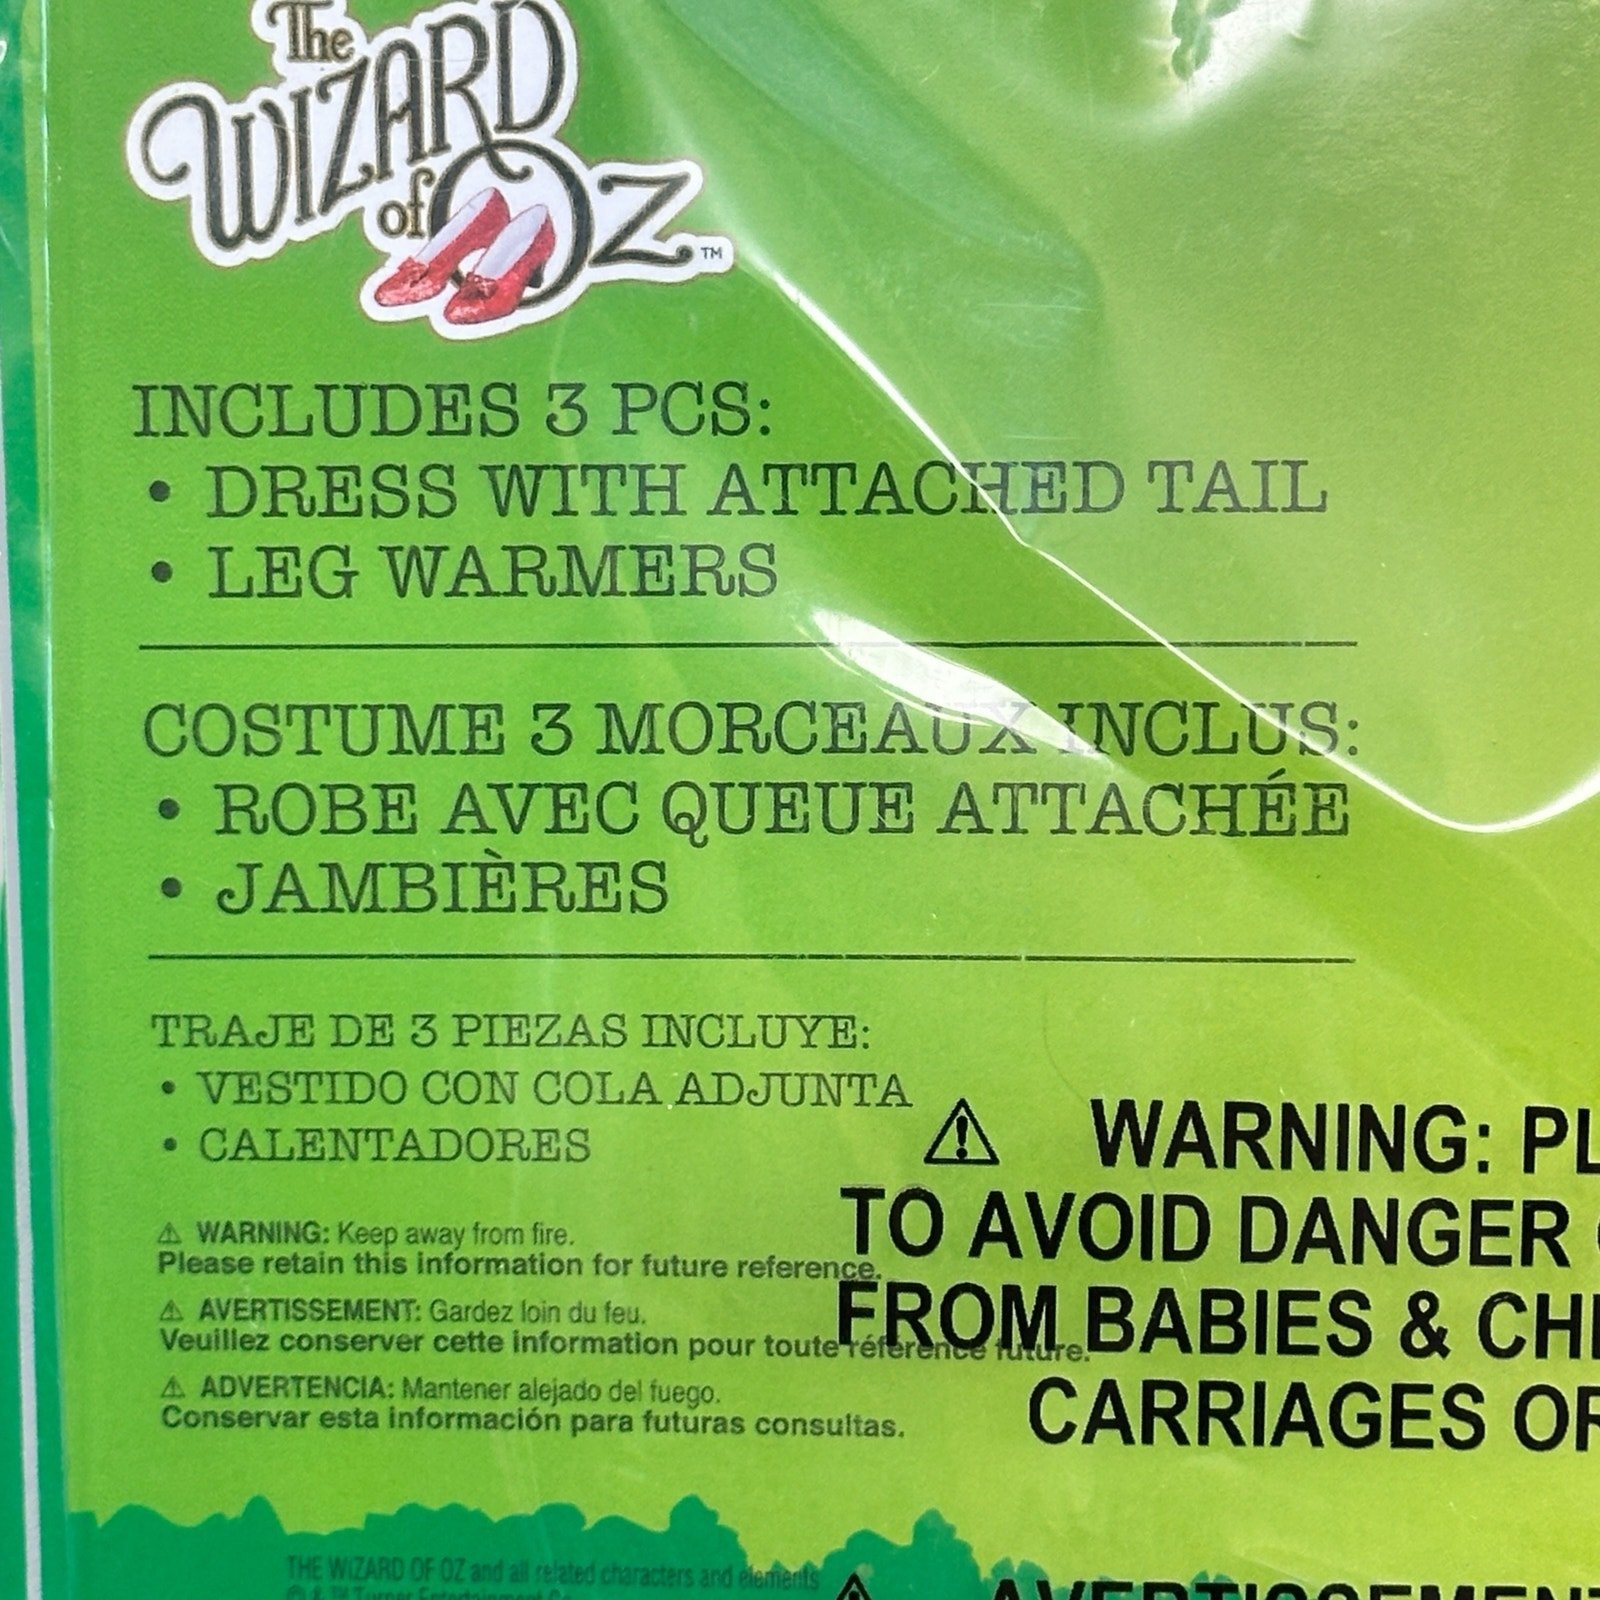 The
WIZARD
of OZ ™
INCLUDES 3 PCS:
• DRESS WITH ATTACHED TAIL
• LEG WARMERS
COSTUME 3 MORCEAUX INCLUS:
• ROBE AVEC QUEUE ATTACHÉE
• JAMBIÈRES
TRAJE DE 3 PIEZAS INCLUYE:
• VESTIDO CON COLA ADJUNTA
• CALENTADORES
⚠ WARNING: Keep away from fire.
Please retain this information for future reference.
⚠ AVERTISSEMENT: Gardez loin du feu.
Veuillez conserver cette information pour toute référence future.
⚠ ADVERTENCIA: Mantener alejado del fuego.
Conservar esta información para futuras consultas.
⚠ WARNING:
TO AVOID DANGER
FROM BABIES &
CARRIAGES
THE WIZARD OF OZ and all related characters and elements